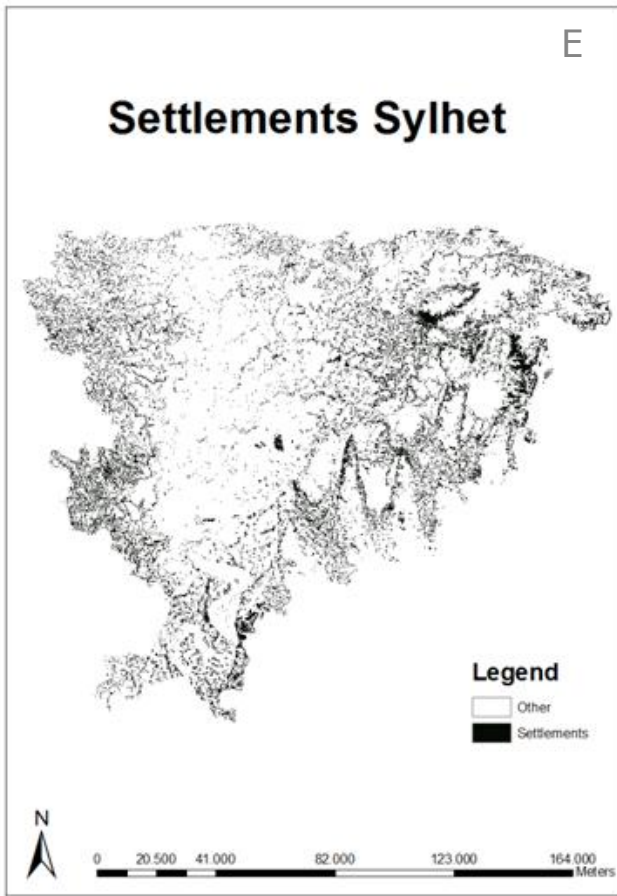 E
Settlements Sylhet
Legend
Other
Settlements
N
0 20.500 41.000 82.000 123.000 164.000
Meters